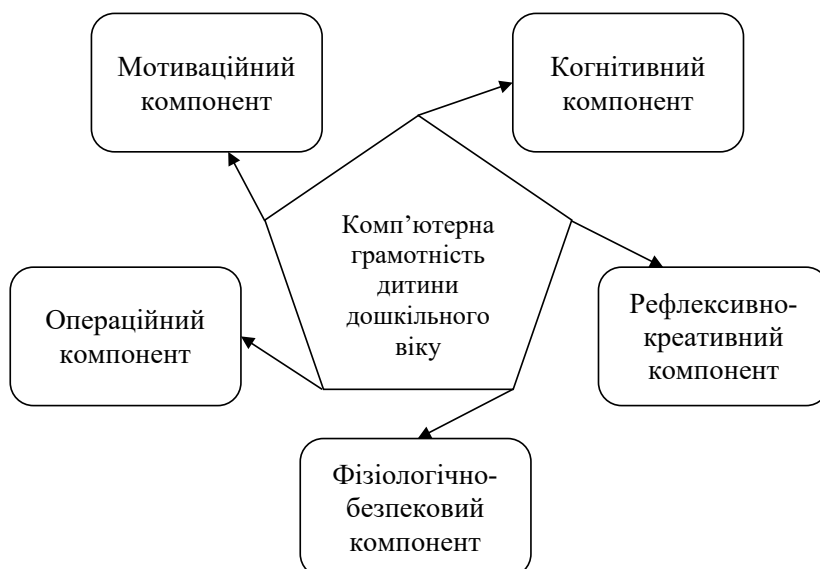 Мотиваційний
компонент
Когнітивний
компонент
Комп’ютерна
грамотність
дитини
дошкільного
віку
Операційний
компонент
Рефлексивно-
креативний
компонент
Фізіологічно-
безпековий
компонент